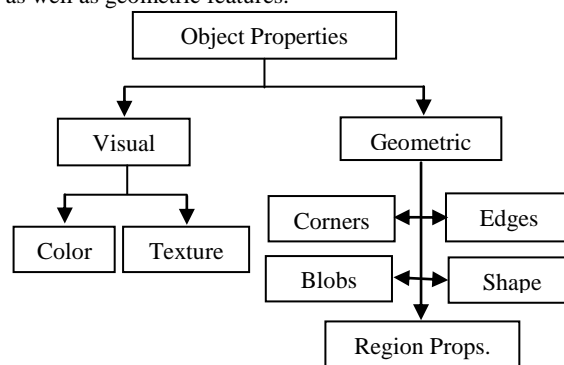 as well as geometric features.
Object Properties
Visual
Geometric
Corners
Edges
Color
Texture
Blobs
Shape
Region Props.